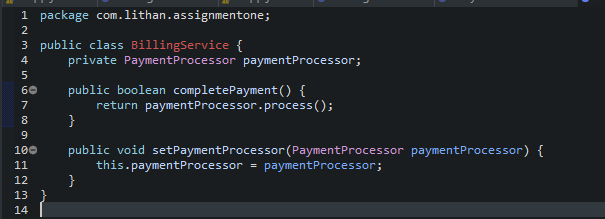 1 package com.lithan.assignmentone;
2
3 public class BillingService {
4     private PaymentProcessor paymentProcessor;
5
6     public boolean completePayment() {
7         return paymentProcessor.process();
8     }
9
10     public void setPaymentProcessor(PaymentProcessor paymentProcessor) {
11         this.paymentProcessor = paymentProcessor;
12     }
13 }
14